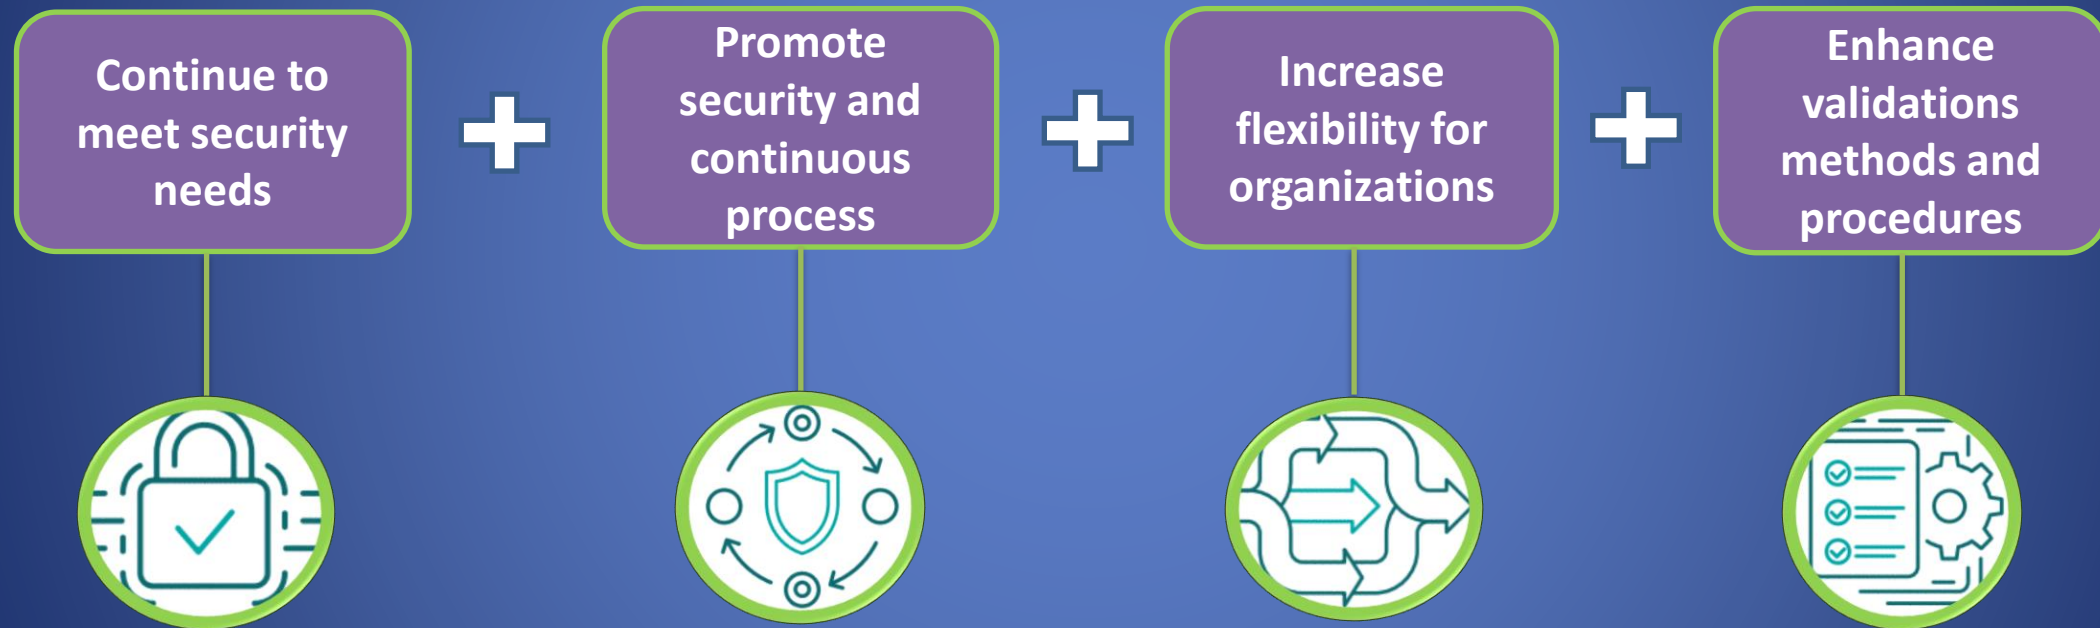 Continue to
meet security
needs
Promote
security and
continuous
process
Increase
flexibility for
organizations
Enhance
validations
methods and
procedures